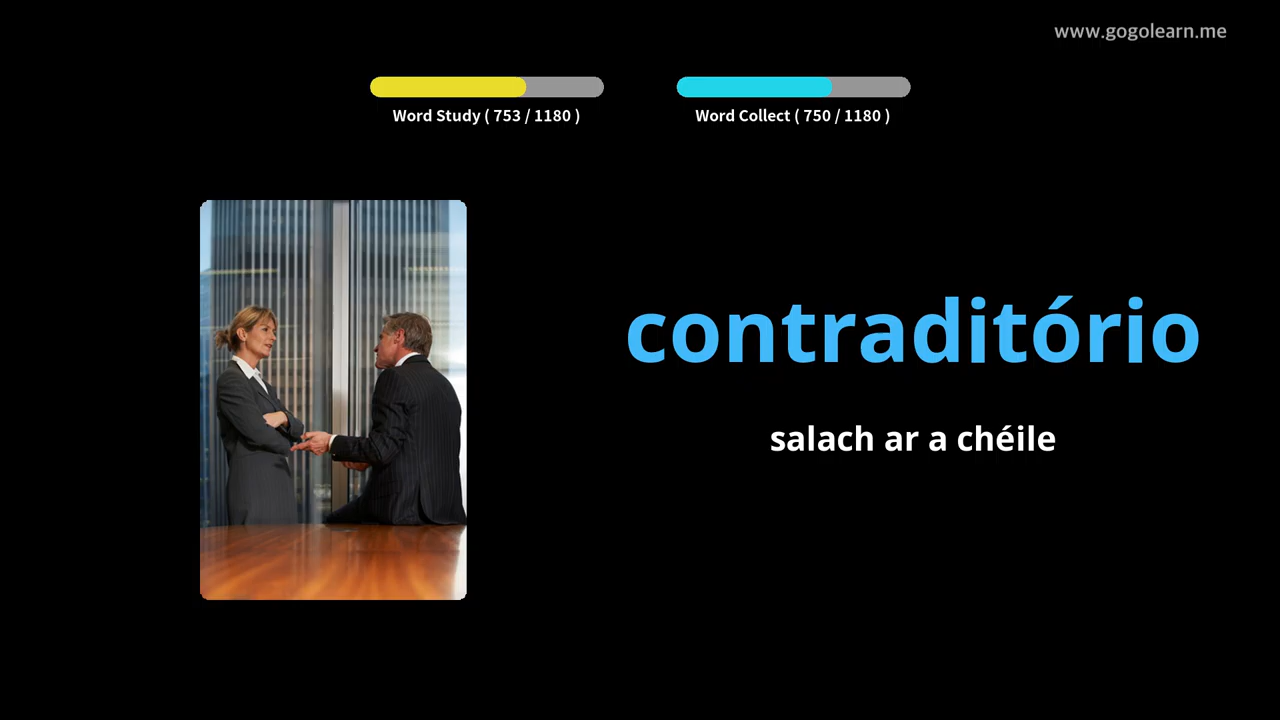 www.gogolearn.me
Word Study ( 753 / 1180 )
Word Collect ( 750 / 1180 )
contraditório
salach ar a chéile